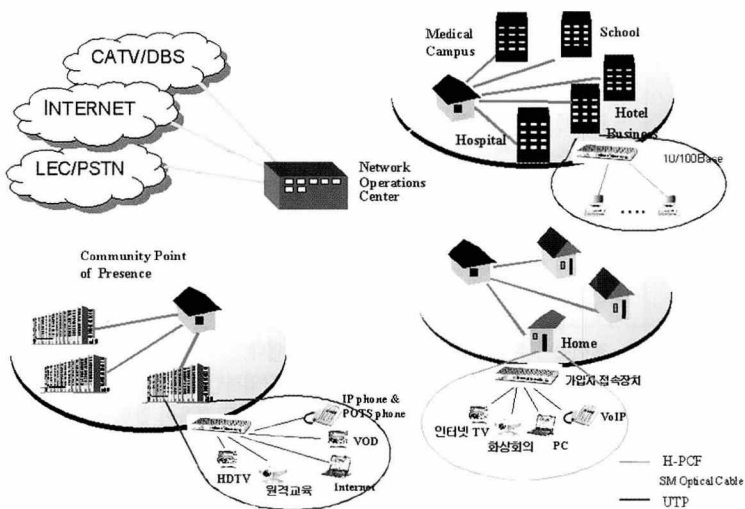 CATV/DBS
INTERNET
LEC/PSTN
Network
Operations
Center
Medical
Campus
School
Hotel
Business
Hospital
10/100Base
Community Point
of Presence
IP phone &
POTS phone
VOD
Internet
원격교육
HDTV
Home
가입자 접속장치
인터넷 TV
화상회의
PC
VoIP
H-PCF
SM Optical Cable
UTP